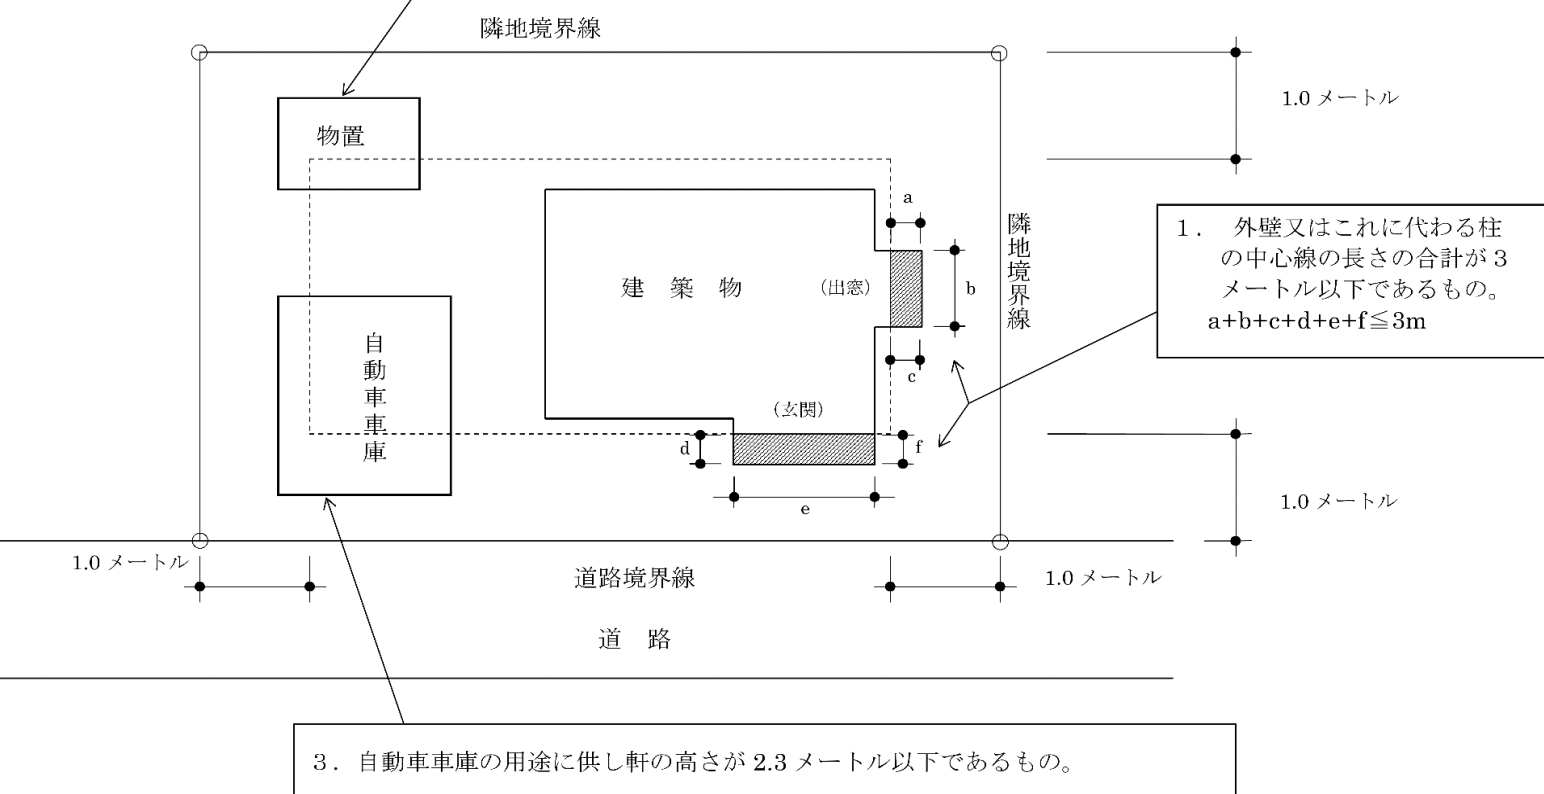 隣地境界線
1.0 メートル
物置
a
隣地境界線
１． 外壁又はこれに代わる柱
の中心線の長さの合計が３
メートル以下であるもの。
a+b+c+d+e+f≦3m
建 築 物
（出窓）
b
自動車車庫
c
（玄関）
d
f
e
1.0 メートル
1.0 メートル
道路境界線
1.0 メートル
道 路
３．自動車車庫の用途に供し軒の高さが 2.3 メートル以下であるもの。